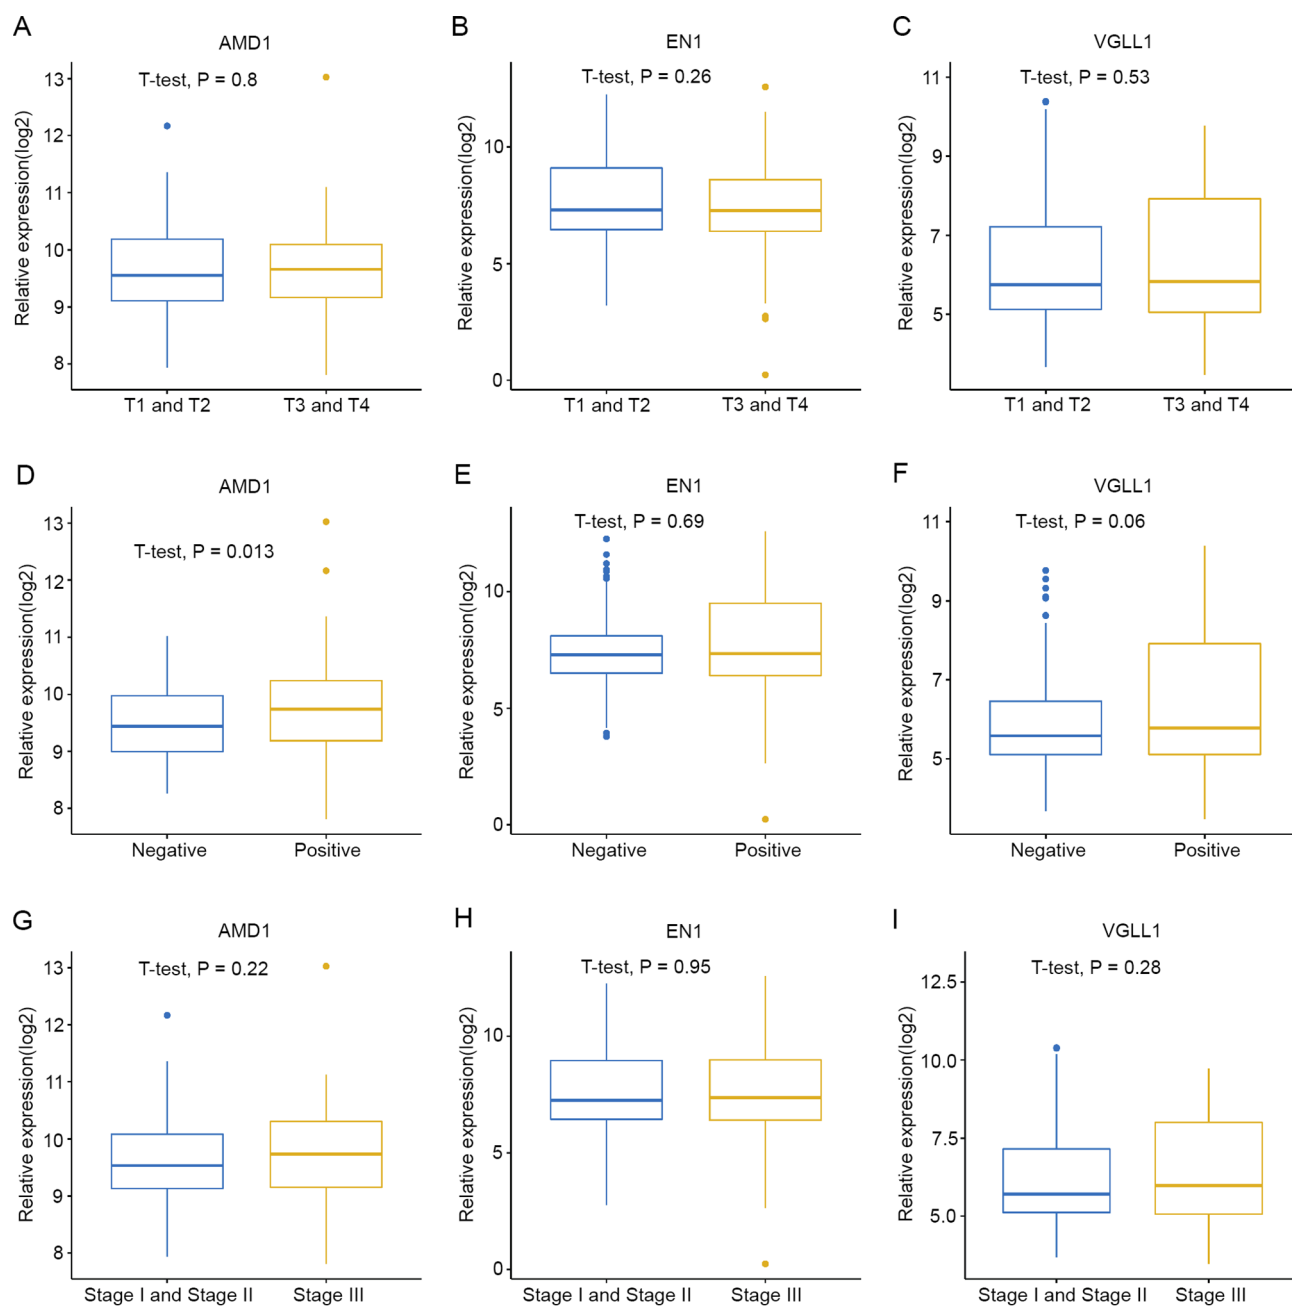 A
AMD1
T-test, P = 0.8
Relative expression(log2)
13
12
11
10
9
8
T1 and T2
T3 and T4
B
EN1
T-test, P = 0.26
Relative expression(log2)
10
5
0
T1 and T2
T3 and T4
C
VGLL1
T-test, P = 0.53
Relative expression(log2)
11
9
7
5
T1 and T2
T3 and T4
D
AMD1
T-test, P = 0.013
Relative expression(log2)
13
12
11
10
9
8
Negative
Positive
E
EN1
T-test, P = 0.69
Relative expression(log2)
10
5
0
Negative
Positive
F
VGLL1
T-test, P = 0.06
Relative expression(log2)
11
9
7
5
Negative
Positive
G
AMD1
T-test, P = 0.22
Relative expression(log2)
13
12
11
10
9
8
Stage I and Stage II
Stage III
H
EN1
T-test, P = 0.95
Relative expression(log2)
10
5
0
Stage I and Stage II
Stage III
I
VGLL1
T-test, P = 0.28
Relative expression(log2)
12.5
10.0
7.5
5.0
Stage I and Stage II
Stage III